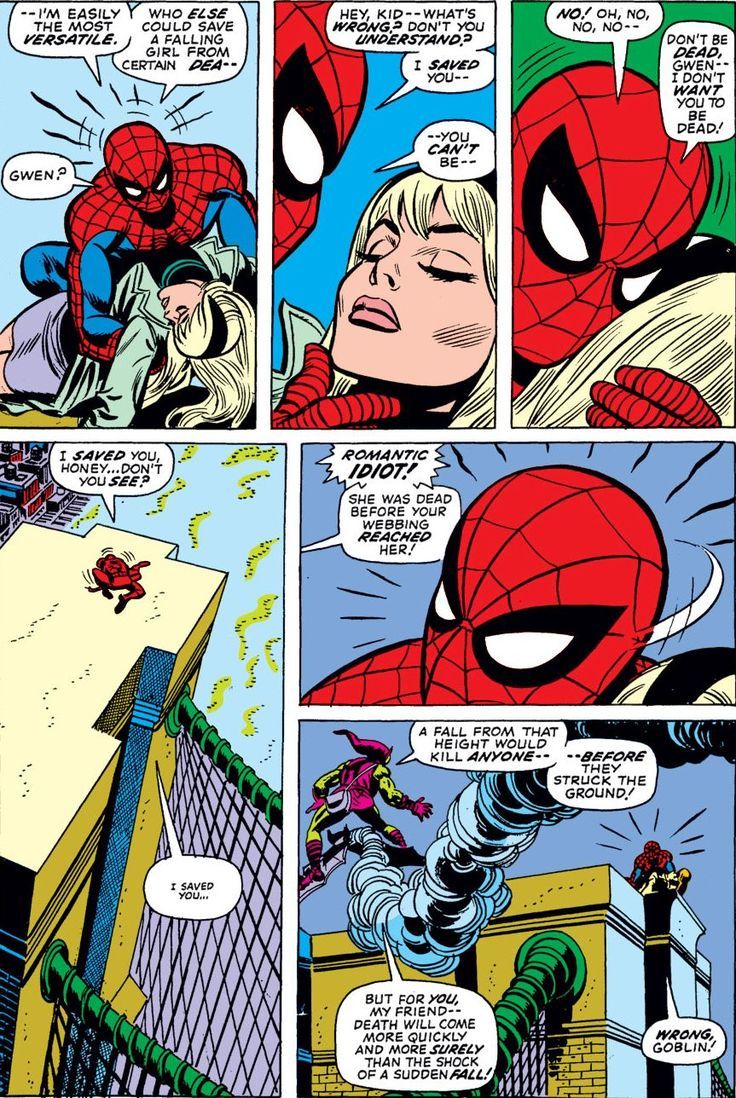 --I'M EASILY
THE MOST
VERSATILE.
WHO ELSE
COULD SAVE
A FALLING
GIRL FROM
CERTAIN DEA--
GWEN?
HEY, KID--WHAT'S
WRONG? DON'T YOU
UNDERSTAND?
I SAVED
YOU--
--YOU
CAN'T
BE--
NO! OH, NO,
NO, NO--
DON'T BE
DEAD,
GWEN--
I DON'T
WANT
YOU TO
BE
DEAD!
I SAVED YOU,
HONEY...DON'T
YOU SEE?
I SAVED
YOU...
ROMANTIC
IDIOT!
SHE WAS DEAD
BEFORE YOUR
WEBBING
REACHED
HER!
A FALL FROM THAT
HEIGHT WOULD
KILL ANYONE--
--BEFORE
THEY
STRUCK THE
GROUND!
BUT FOR YOU,
MY FRIEND--
DEATH WILL COME
MORE QUICKLY
AND MORE SURELY
THAN THE SHOCK
OF A SUDDEN FALL!
WRONG,
GOBLIN!